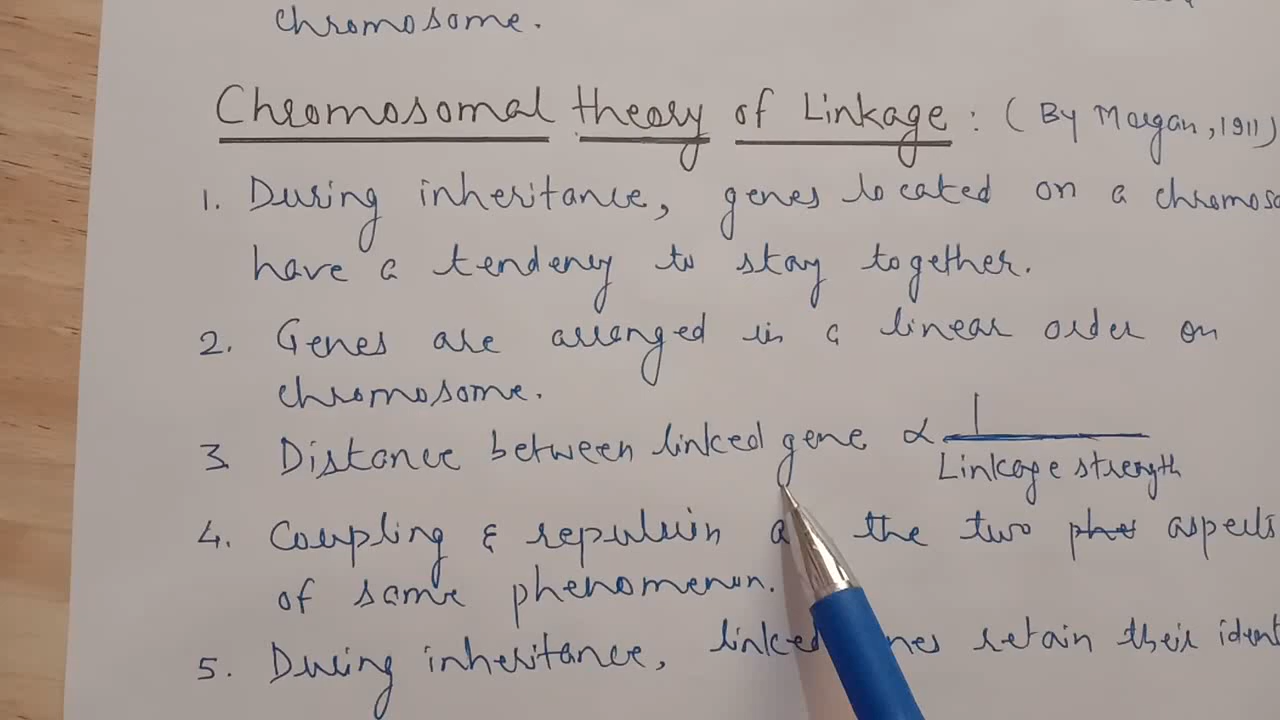 chromosome.
Chromosomal theory of Linkage : (By Morgan, 1911)
1. During inheritance, genes located on a chromoso
have a tendency to stay together.
2. Genes are arranged in a linear order on
chromosome.
3. Distance between linked gene ∝ 1
Linkage strength
4. Coupling & repulsion the two aspects
of same phenomenon.
5. During inheritance, linked nes retain their ident